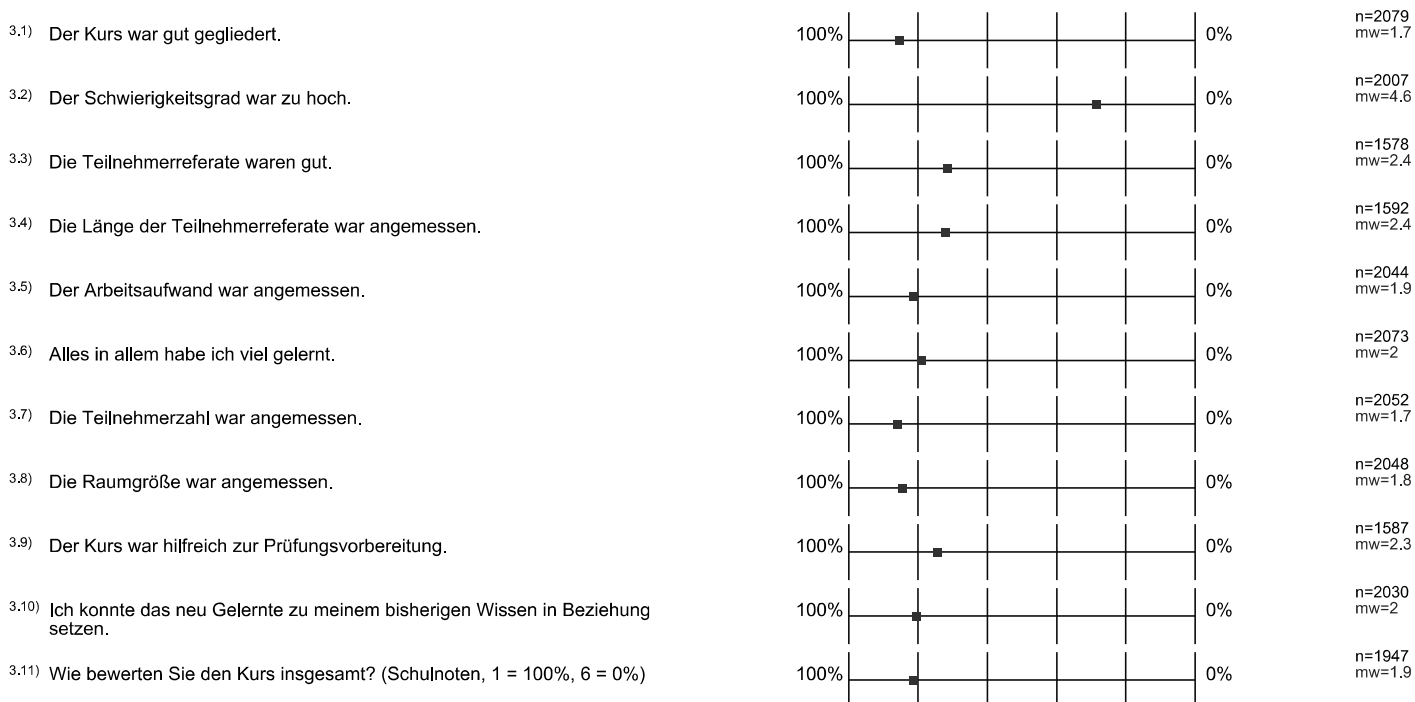 3.1) Der Kurs war gut gegliedert. 100% 0% n=2079
mw=1.7
3.2) Der Schwierigkeitsgrad war zu hoch. 100% 0% n=2007
mw=4.6
3.3) Die Teilnehmerreferate waren gut. 100% 0% n=1578
mw=2.4
3.4) Die Länge der Teilnehmerreferate war angemessen. 100% 0% n=1592
mw=2.4
3.5) Der Arbeitsaufwand war angemessen. 100% 0% n=2044
mw=1.9
3.6) Alles in allem habe ich viel gelernt. 100% 0% n=2073
mw=2
3.7) Die Teilnehmerzahl war angemessen. 100% 0% n=2052
mw=1.7
3.8) Die Raumgröße war angemessen. 100% 0% n=2048
mw=1.8
3.9) Der Kurs war hilfreich zur Prüfungsvorbereitung. 100% 0% n=1587
mw=2.3
3.10) Ich konnte das neu Gelernte zu meinem bisherigen Wissen in Beziehung 100% 0% n=2030
setzen. mw=2
3.11) Wie bewerten Sie den Kurs insgesamt? (Schulnoten, 1 = 100%, 6 = 0%) 100% 0% n=1947
mw=1.9